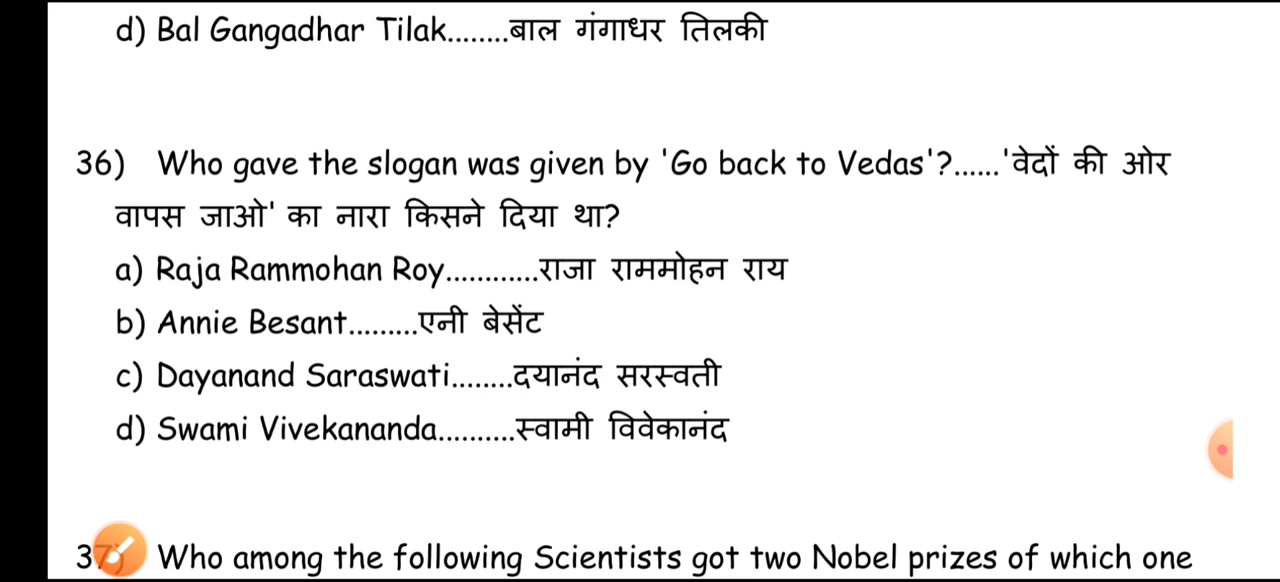 d) Bal Gangadhar Tilak........बाल गंगाधर तिलकी
36) Who gave the slogan was given by 'Go back to Vedas'?......'वेदों की ओर
वापस जाओ' का नारा किसने दिया था?
a) Raja Rammohan Roy............राजा राममोहन राय
b) Annie Besant.........एनी बेसेंट
c) Dayanand Saraswati........दयानंद सरस्वती
d) Swami Vivekananda..........स्वामी विवेकानंद
37) Who among the following Scientists got two Nobel prizes of which one